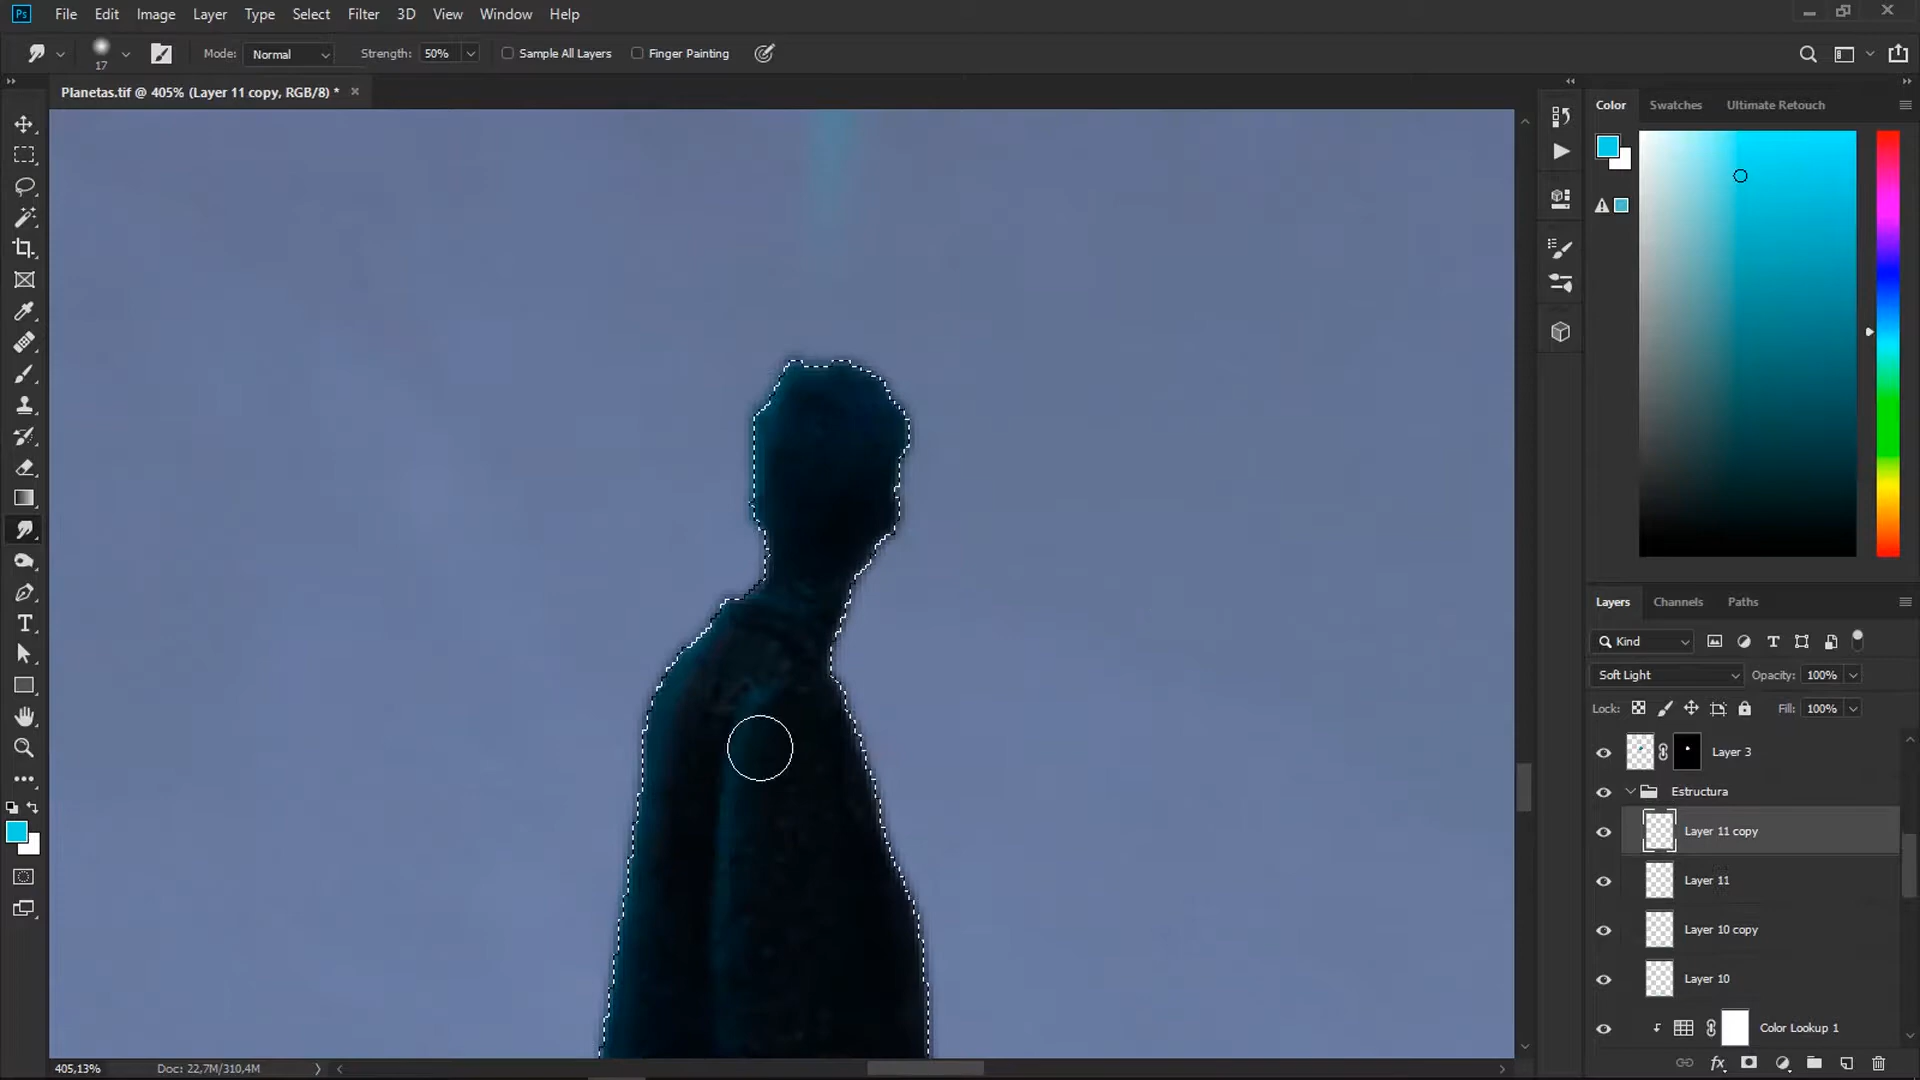 Ps File Edit Image Layer Type Select Filter 3D View Window Help
17 Mode: Normal Strength: 50% Sample All Layers Finger Painting
Planetas.tif @ 405% (Layer 11 copy, RGB/8) *
Color Swatches Ultimate Retouch
Layers Channels Paths
Kind
Soft Light Opacity: 100%
Lock: Fill: 100%
Layer 3
Estructura
Layer 11 copy
Layer 11
Layer 10 copy
Layer 10
Color Lookup 1
405,13% Doc: 22,7M/310,4M